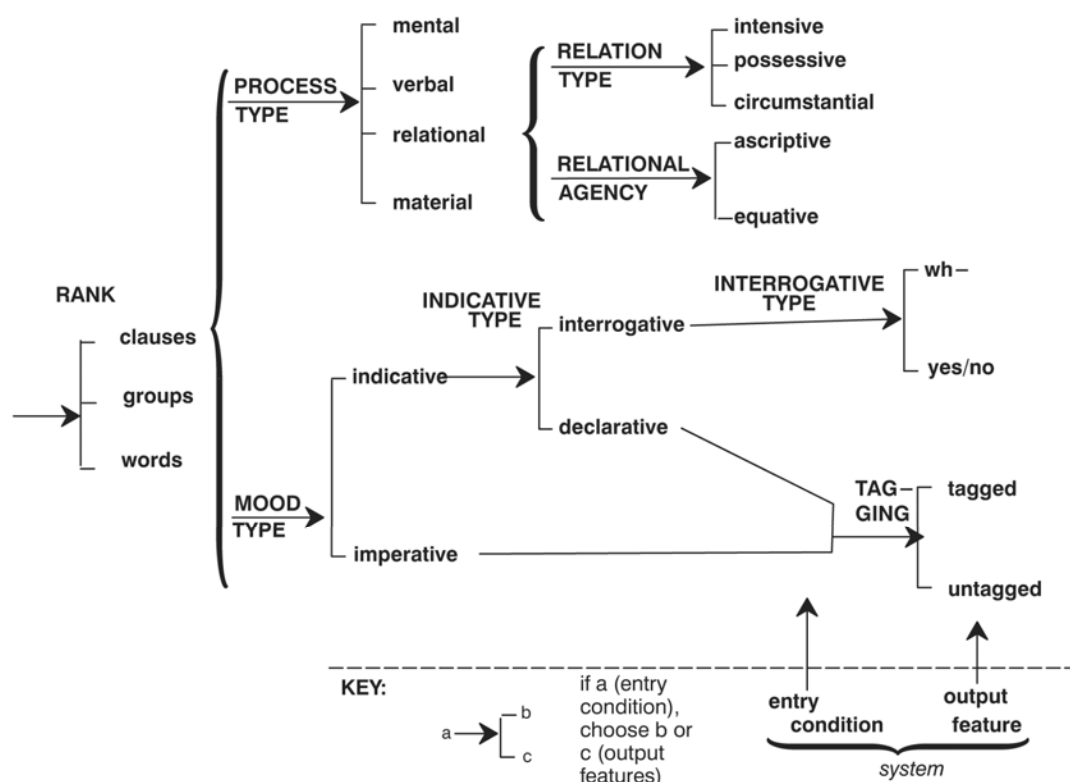 mental
verbal
relational
material
PROCESS
TYPE
RELATION
TYPE
intensive
possessive
circumstantial
RELATIONAL
AGENCY
ascriptive
equative
RANK
clauses
groups
words
MOOD
TYPE
indicative
imperative
INDICATIVE
TYPE
interrogative
declarative
INTERROGATIVE
TYPE
wh–
yes/no
TAG–
GING
tagged
untagged
KEY:
a
b
c
if a (entry
condition),
choose b or
c (output
features)
entry
condition
output
feature
system